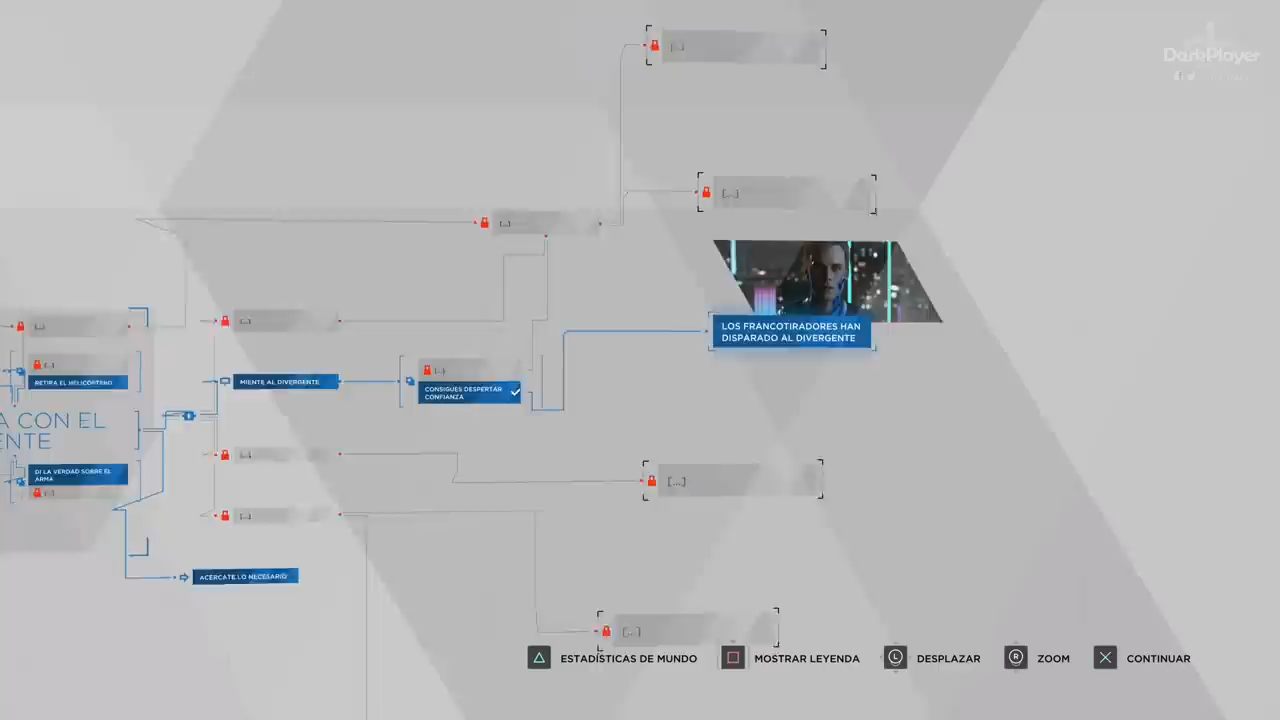 [...]
DarkPlayer
[...]
[...]
LOS FRANCOTIRADORES HAN
DISPARADO AL DIVERGENTE
[...]
[...]
[...]
RETIRA EL HELICÓPTERO
MIENTE AL DIVERGENTE
[...]
CONSIGUES DESPERTAR
CONFIANZA
A CON EL
ENTE
[...]
DI LA VERDAD SOBRE EL
ARMA
[...]
[...]
[...]
ACÉRCATE LO NECESARIO
[...]
ESTADÍSTICAS DE MUNDO
MOSTRAR LEYENDA
L
DESPLAZAR
R
ZOOM
CONTINUAR